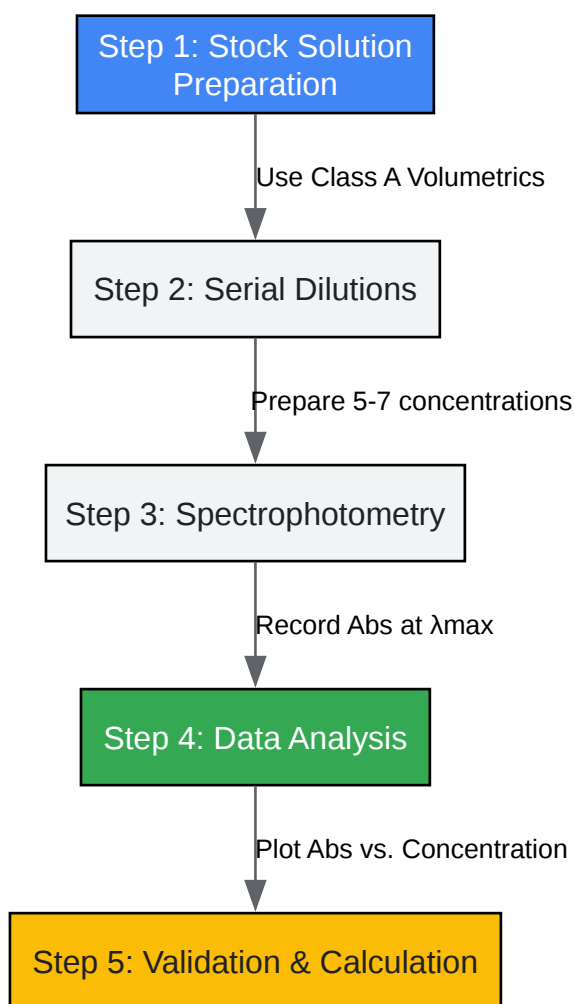 Step 1: Stock Solution
Preparation
Use Class A Volumetrics
Step 2: Serial Dilutions
Prepare 5-7 concentrations
Step 3: Spectrophotometry
Record Abs at λmax
Step 4: Data Analysis
Plot Abs vs. Concentration
Step 5: Validation & Calculation